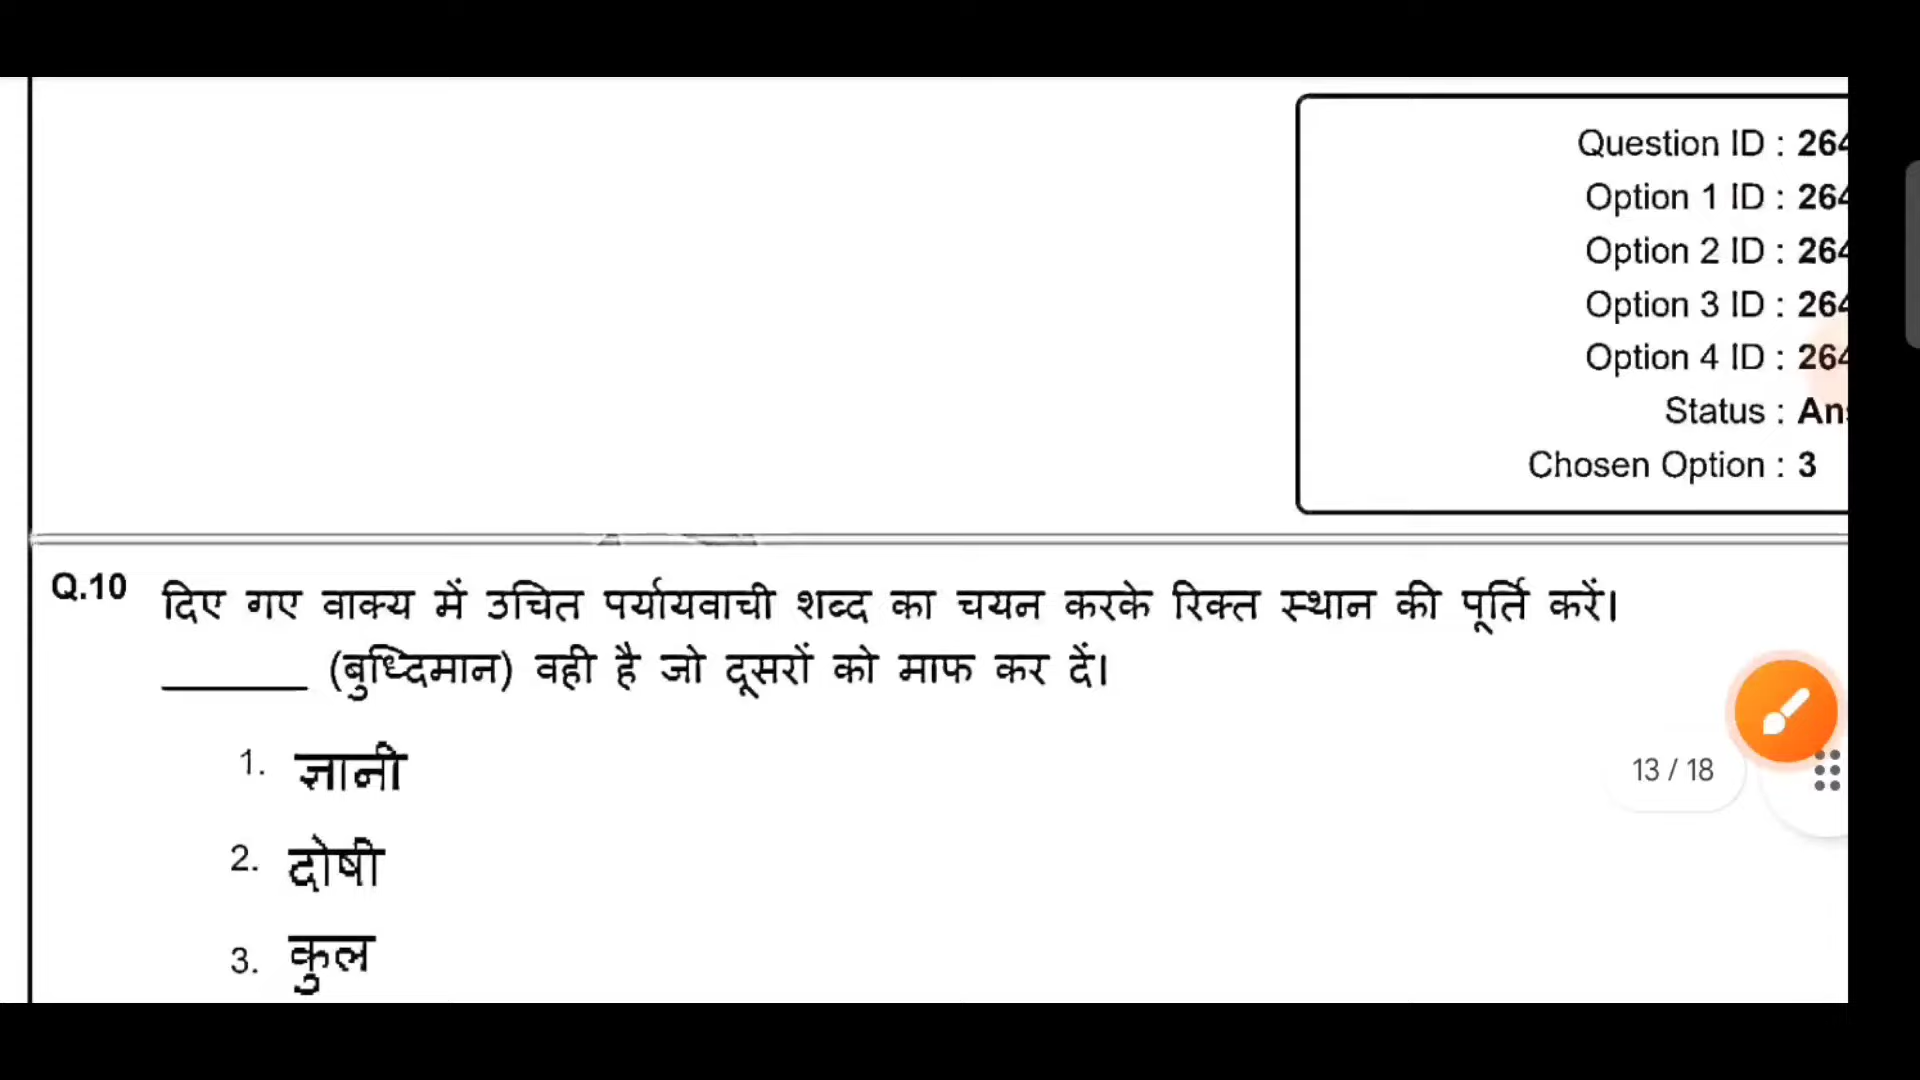 Question ID : 264
Option 1 ID : 264
Option 2 ID : 264
Option 3 ID : 264
Option 4 ID : 264
Status : Ans
Chosen Option : 3
Q.10 दिए गए वाक्य में उचित पर्यायवाची शब्द का चयन करके रिक्त स्थान की पूर्ति करें।
______ (बुध्दिमान) वही है जो दूसरों को माफ कर दें।
1. ज्ञानी
13 / 18
2. दोषी
3. कुल